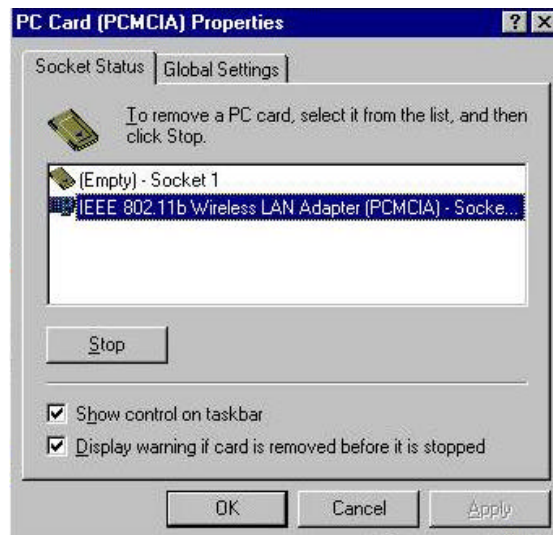 PC Card (PCMCIA) Properties
Socket Status
Global Settings
To remove a PC card, select it from the list, and then
click Stop.
(Empty) - Socket 1
IEEE 802.11b Wireless LAN Adapter (PCMCIA) - Socke...
Stop
Show control on taskbar
Display warning if card is removed before it is stopped
OK
Cancel
Apply